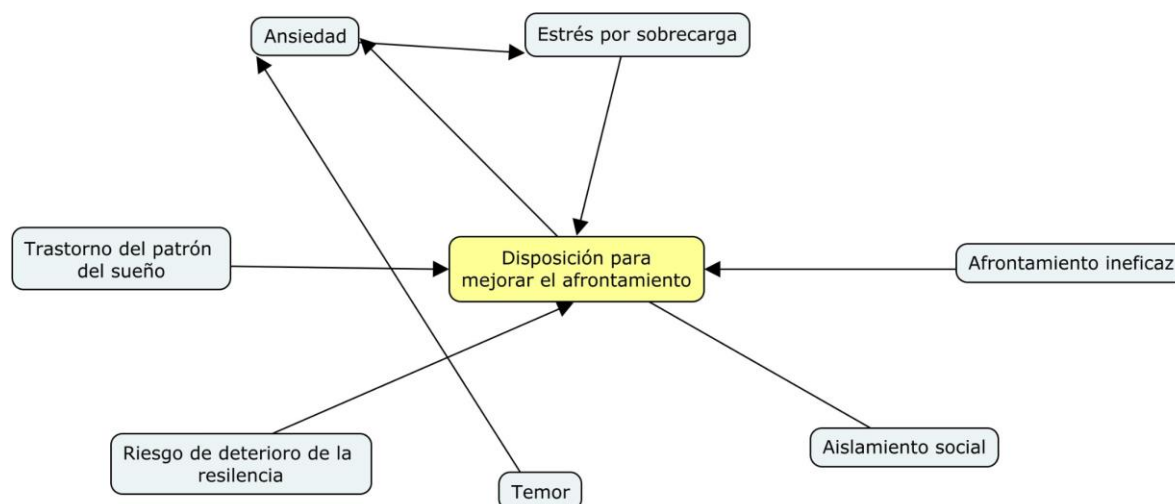 Ansiedad
Estrés por sobrecarga
Trastorno del patrón
del sueño
Disposición para
mejorar el afrontamiento
Afrontamiento ineficaz
Riesgo de deterioro de la
resilencia
Temor
Aislamiento social